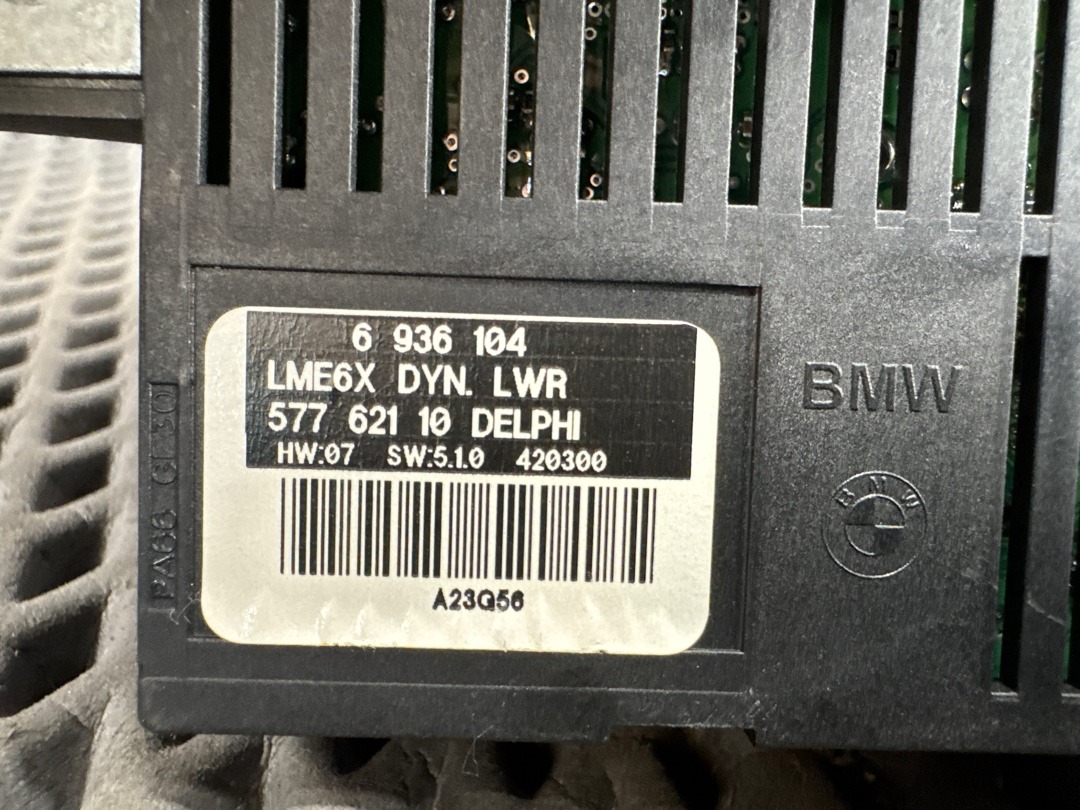 6 936 104
LME6X DYN. LWR
577 621 10 DELPHI
HW:07 SW:5.1.0 420300
A23Q56
BMW
BMW
PA66 GF30